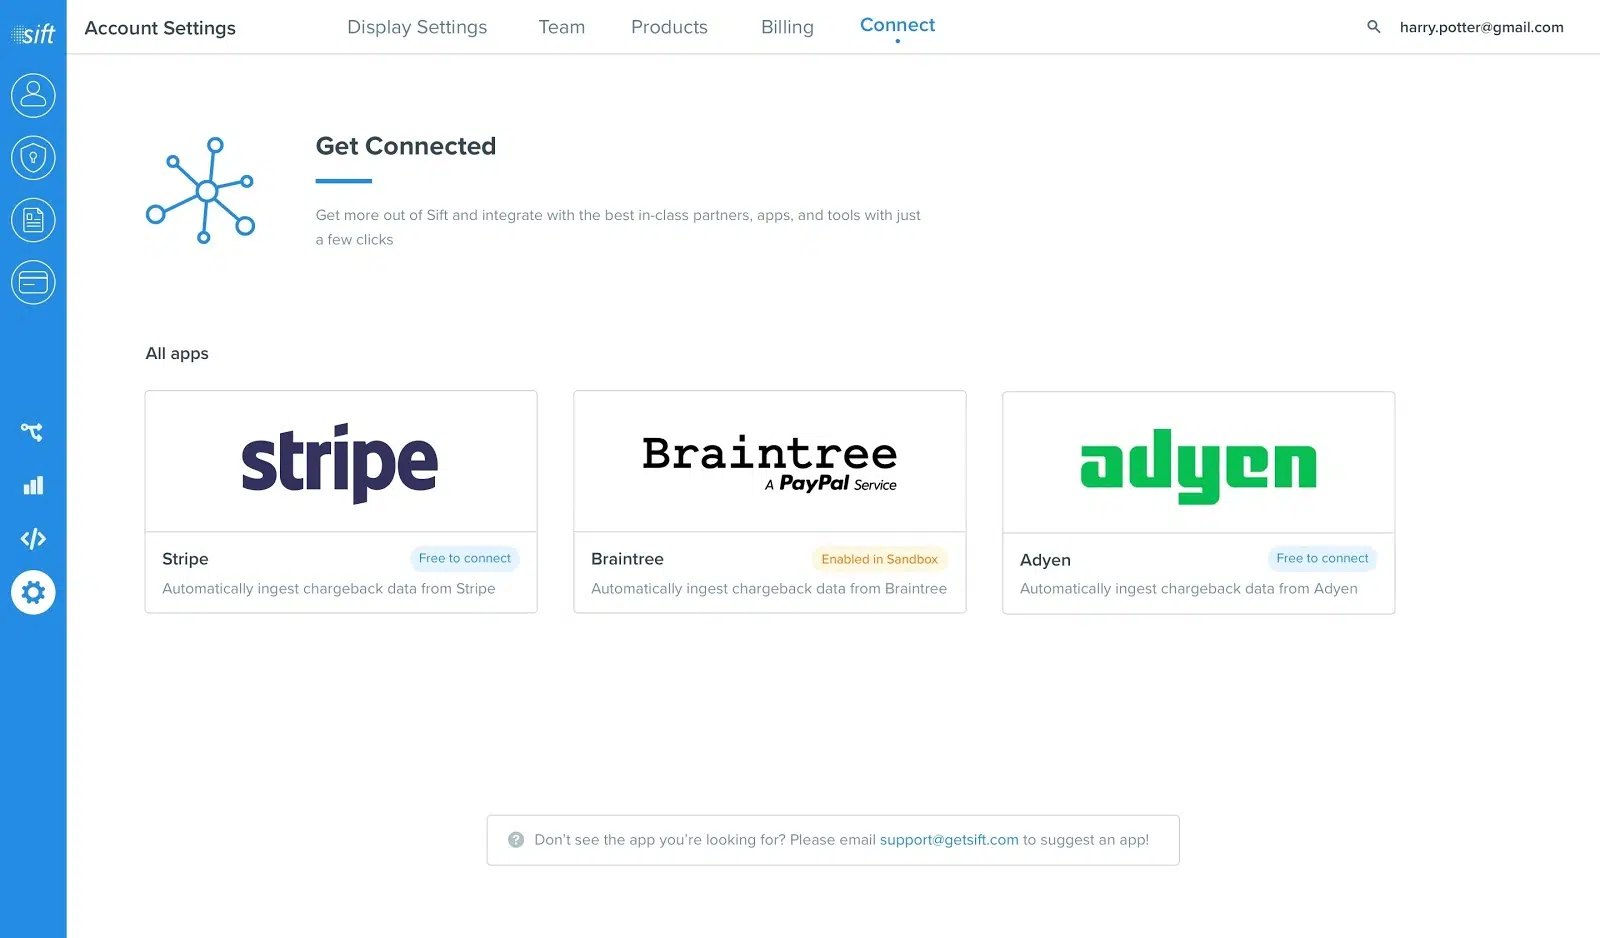 sift
Account Settings
Display Settings
Team
Products
Billing
Connect
harry.potter@gmail.com
Get Connected
Get more out of Sift and integrate with the best in-class partners, apps, and tools with just
a few clicks
All apps
stripe
Stripe
Free to connect
Automatically ingest chargeback data from Stripe
Braintree
A PayPal Service
Braintree
Enabled in Sandbox
Automatically ingest chargeback data from Braintree
adyen
Adyen
Free to connect
Automatically ingest chargeback data from Adyen
? Don't see the app you're looking for? Please email support@getsift.com to suggest an app!